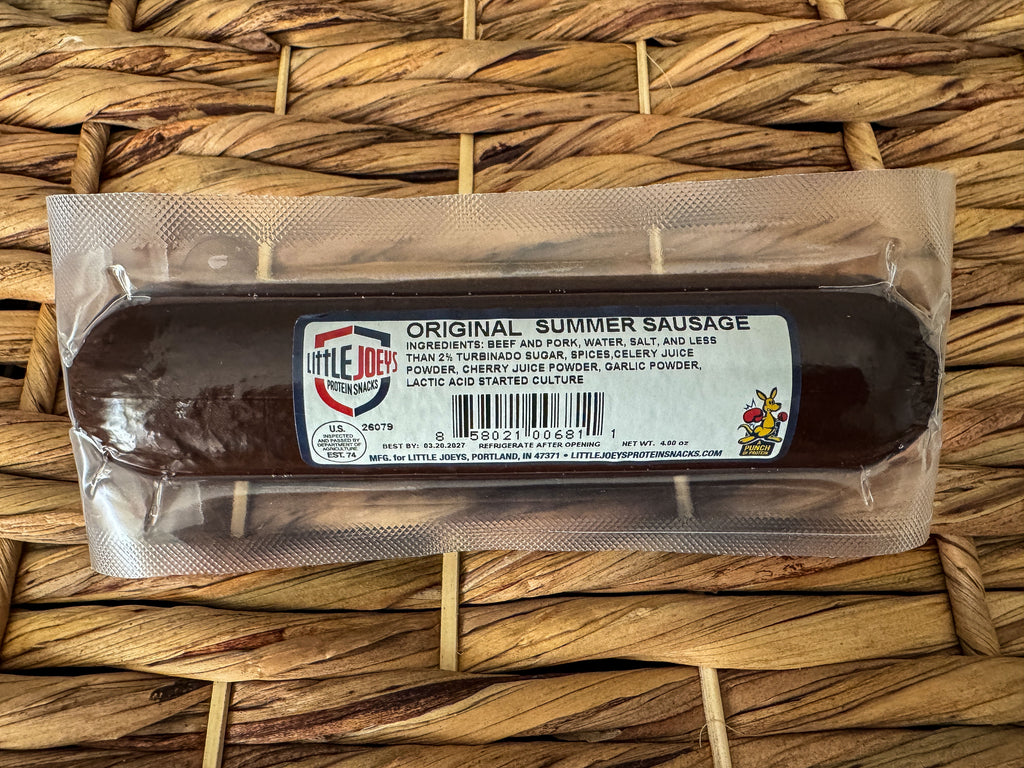 ORIGINAL SUMMER SAUSAGE
INGREDIENTS: BEEF AND PORK, WATER, SALT, AND LESS
THAN 2% TURBINADO SUGAR, SPICES,CELERY JUICE
POWDER, CHERRY JUICE POWDER, GARLIC POWDER,
LACTIC ACID STARTED CULTURE
LITTLE JOEYS
PROTEIN SNACKS
U.S.
INSPECTED
AND PASSED BY
DEPARTMENT OF
AGRICULTURE
EST. 74
26079
8 58021 00681 1
BEST BY: 03.20.2027 REFRIGERATE AFTER OPENING NET WT. 4.00 oz
MFG. for LITTLE JOEYS, PORTLAND, IN 47371 • LITTLEJOEYSPROTEINSNACKS.COM
PUNCH
OF PROTEIN